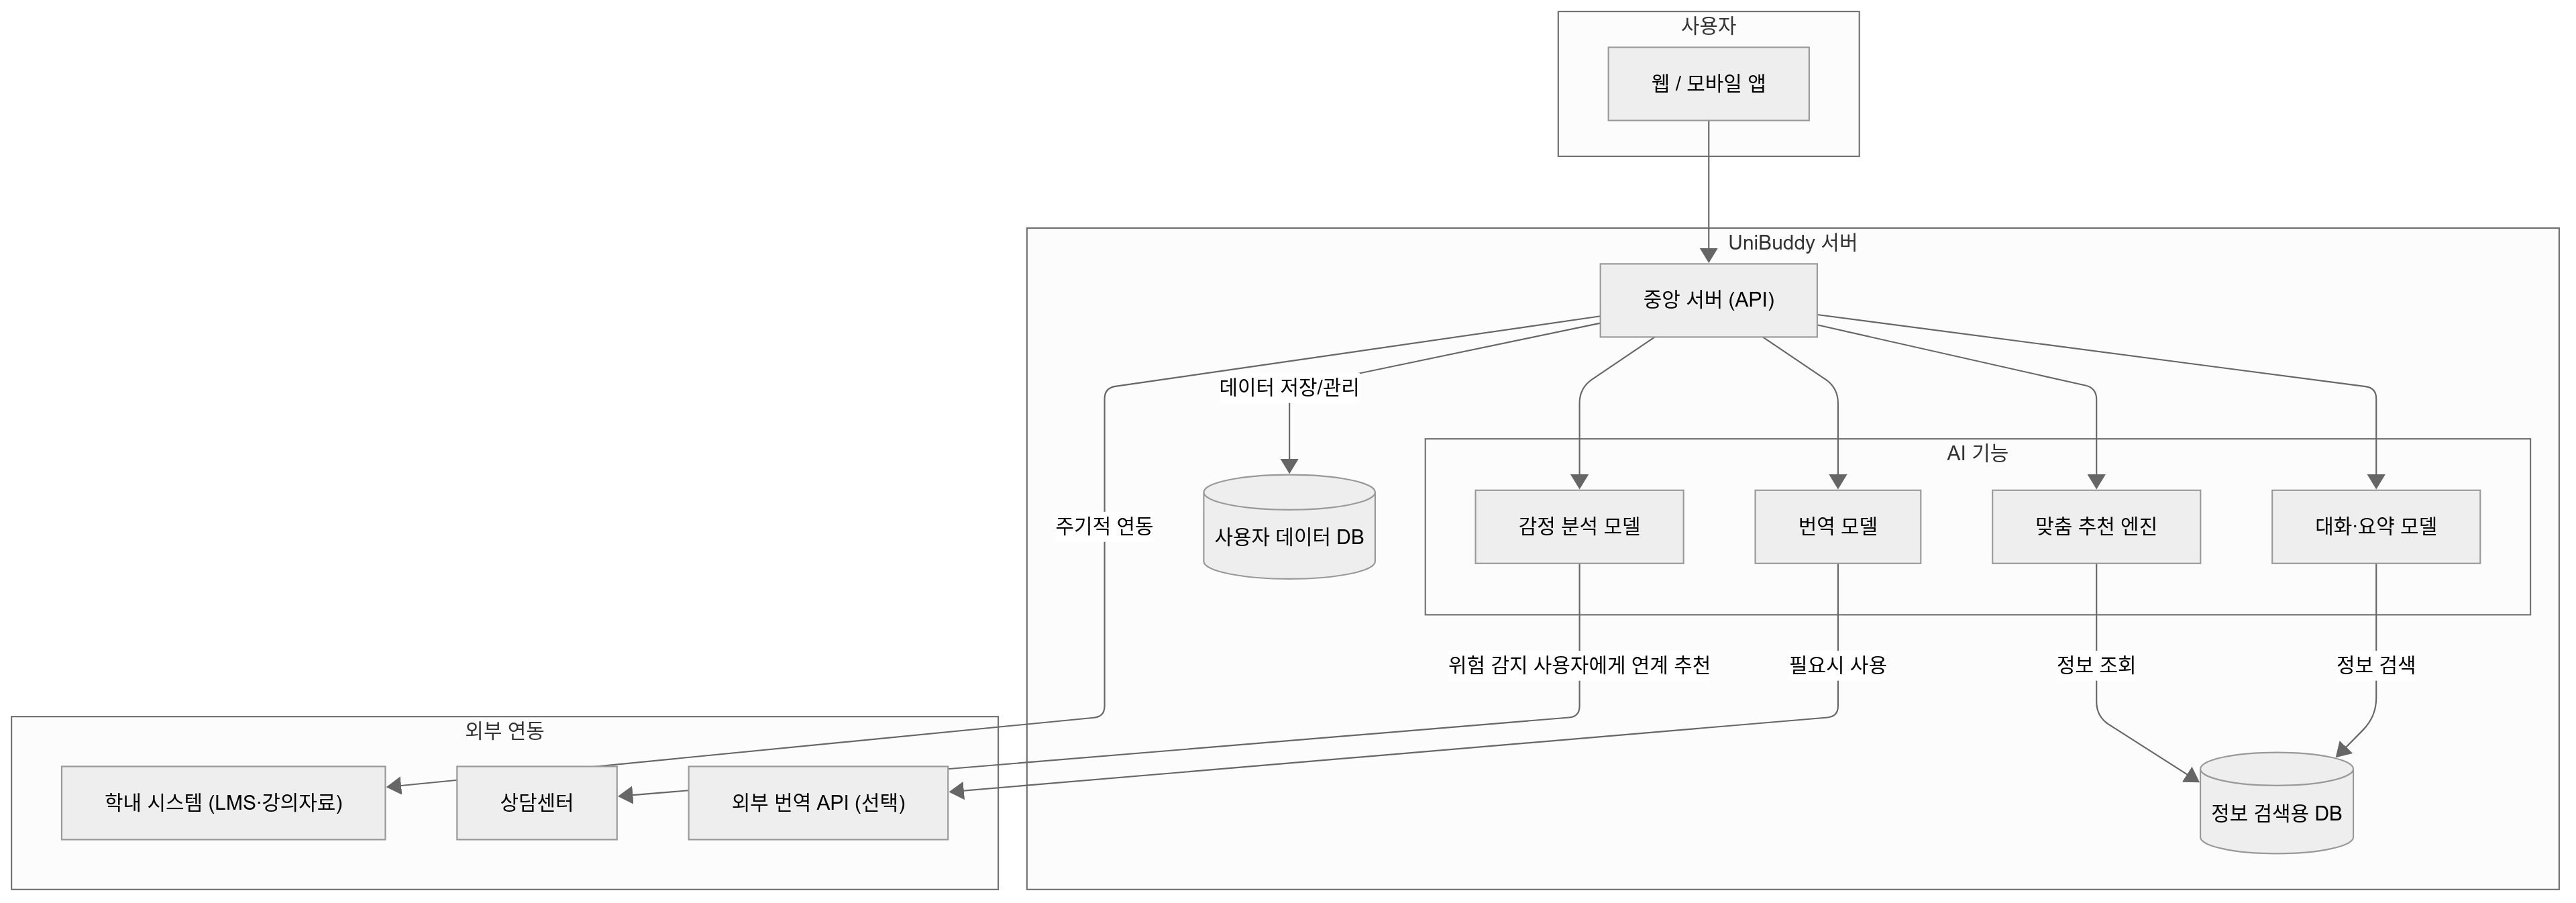 사용자
웹 / 모바일 앱
UniBuddy 서버
중앙 서버 (API)
데이터 저장/관리
AI 기능
주기적 연동
사용자 데이터 DB
감정 분석 모델
번역 모델
맞춤 추천 엔진
대화·요약 모델
위험 감지 사용자에게 연계 추천
필요시 사용
정보 조회
정보 검색
외부 연동
학내 시스템 (LMS·강의자료)
상담센터
외부 번역 API (선택)
정보 검색용 DB